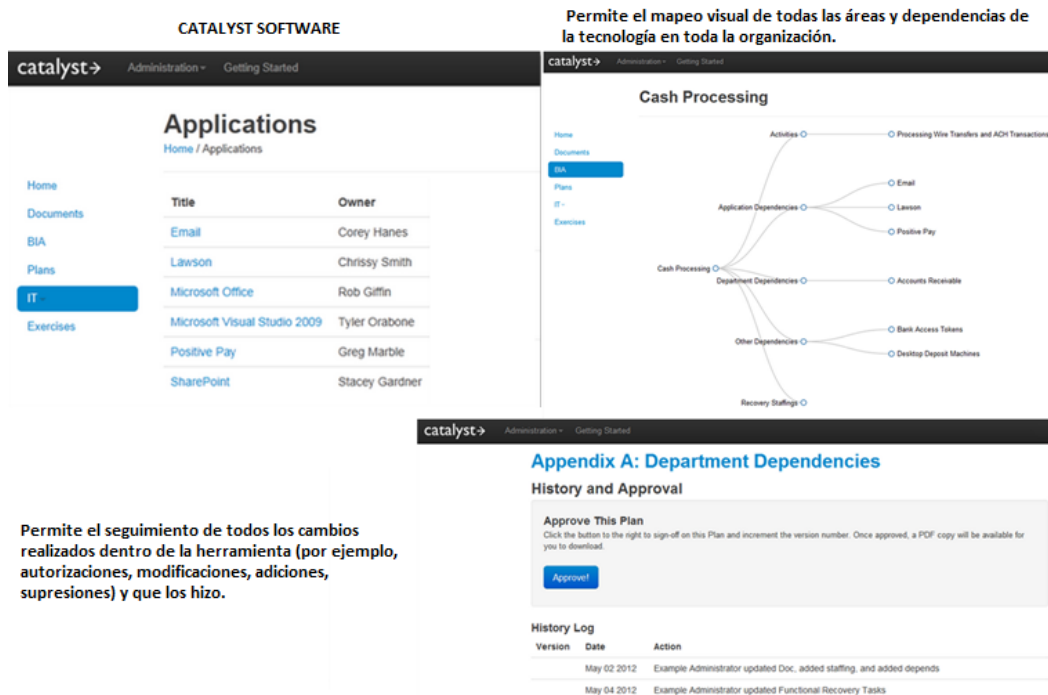 CATALYST SOFTWARE
Permite el mapeo visual de todas las áreas y dependencias de
la tecnología en toda la organización.
catalyst→ Administration Getting Started
Applications
Home / Applications
Home
Documents
BIA
Plans
IT
Exercises
Title Owner
Email Corey Hanes
Lawson Chrissy Smith
Microsoft Office Rob Giffin
Microsoft Visual Studio 2009 Tyler Orabone
Positive Pay Greg Marble
SharePoint Stacey Gardner
catalyst→ Administration Getting Started
Cash Processing
Home
Documents
BIA
Plans
IT
Exercises
Activities
Processing Wire Transfers and ACH Transactions
Application Dependencies
Email
Lawson
Positive Pay
Cash Processing
Department Dependencies
Accounts Receivable
Other Dependencies
Bank Access Tokens
Desktop Deposit Machines
Recovery Staffings
Permite el seguimiento de todos los cambios
realizados dentro de la herramienta (por ejemplo,
autorizaciones, modificaciones, adiciones,
supresiones) y que los hizo.
catalyst→ Administration Getting Started
Appendix A: Department Dependencies
History and Approval
Approve This Plan
Click the button to the right to sign-off on this Plan and increment the version number. Once approved, a PDF copy will be available for
you to download.
Approve!
History Log
Version Date Action
May 02 2012 Example Administrator updated Doc, added staffing, and added depends
May 04 2012 Example Administrator updated Functional Recovery Tasks